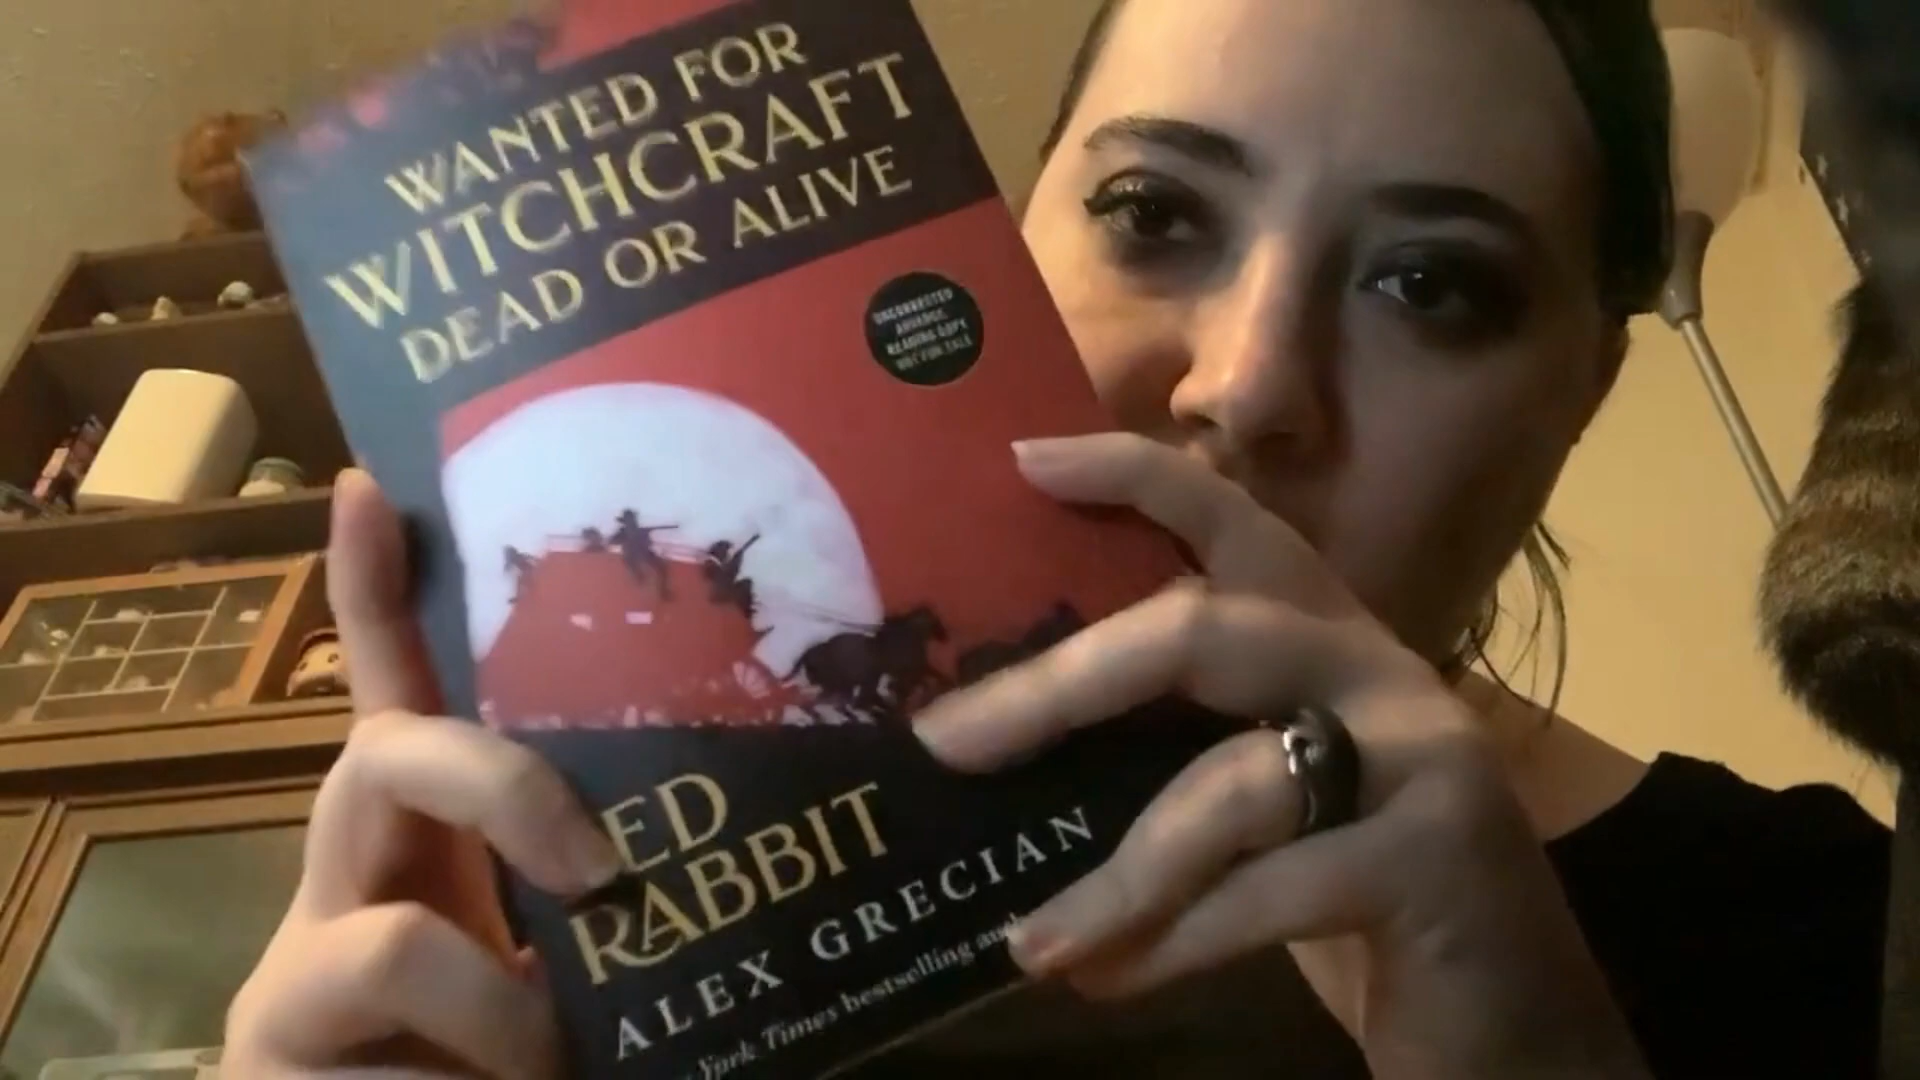 WANTED FOR
WITCHCRAFT
DEAD OR ALIVE
UNCORRECTED
ADVANCE
READING COPY
NOT FOR SALE
ED
RABBIT
ALEX GRECIAN
York Times bestselling